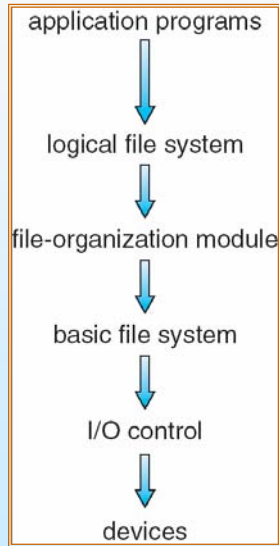 application programs
logical file system
file-organization module
basic file system
I/O control
devices